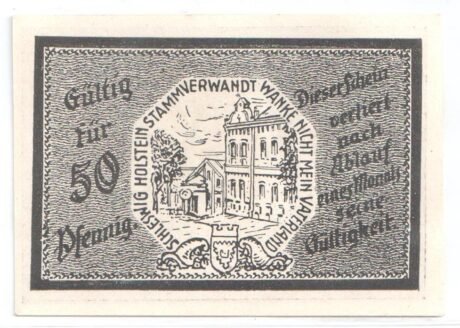 Gültig
für
50
Pfennig.
SCHLESWIG HOLSTEIN STAMMVERWANDT WANKE NICHT MEIN VATERLAND
Dieser Schein
verliert
nach
Ablauf
eines Monats
seine
Gültigkeit.